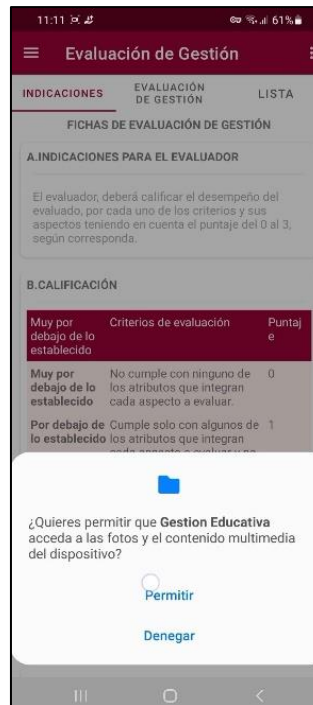 11:11 61%
Evaluación de Gestión
INDICACIONES EVALUACIÓN DE GESTIÓN LISTA
FICHAS DE EVALUACIÓN DE GESTIÓN
A.INDICACIONES PARA EL EVALUADOR
El evaluador, deberá calificar el desempeño del
evaluado, por cada uno de los criterios y sus
aspectos teniendo en cuenta el puntaje del 0 al 3,
según corresponda.
B.CALIFICACIÓN
Muy por debajo de lo establecido Criterios de evaluación Puntaje
Muy por debajo de lo establecido No cumple con ninguno de los atributos que integran cada aspecto a evaluar. 0
Por debajo de lo establecido Cumple solo con algunos de los atributos que integran 1
cada aspecto a evaluar y no
¿Quieres permitir que Gestion Educativa
acceda a las fotos y el contenido multimedia
del dispositivo?
Permitir
Denegar